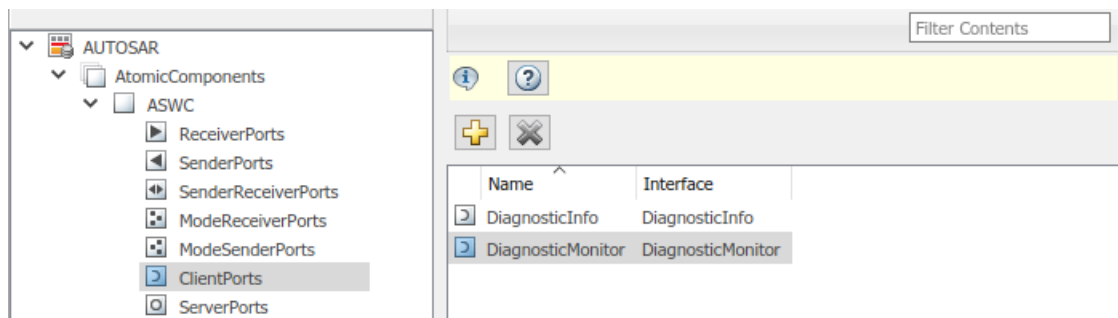 AUTOSAR
AtomicComponents
ASWC
ReceiverPorts
SenderPorts
SenderReceiverPorts
ModeReceiverPorts
ModeSenderPorts
ClientPorts
ServerPorts
Filter Contents
Name Interface
DiagnosticInfo DiagnosticInfo
DiagnosticMonitor DiagnosticMonitor